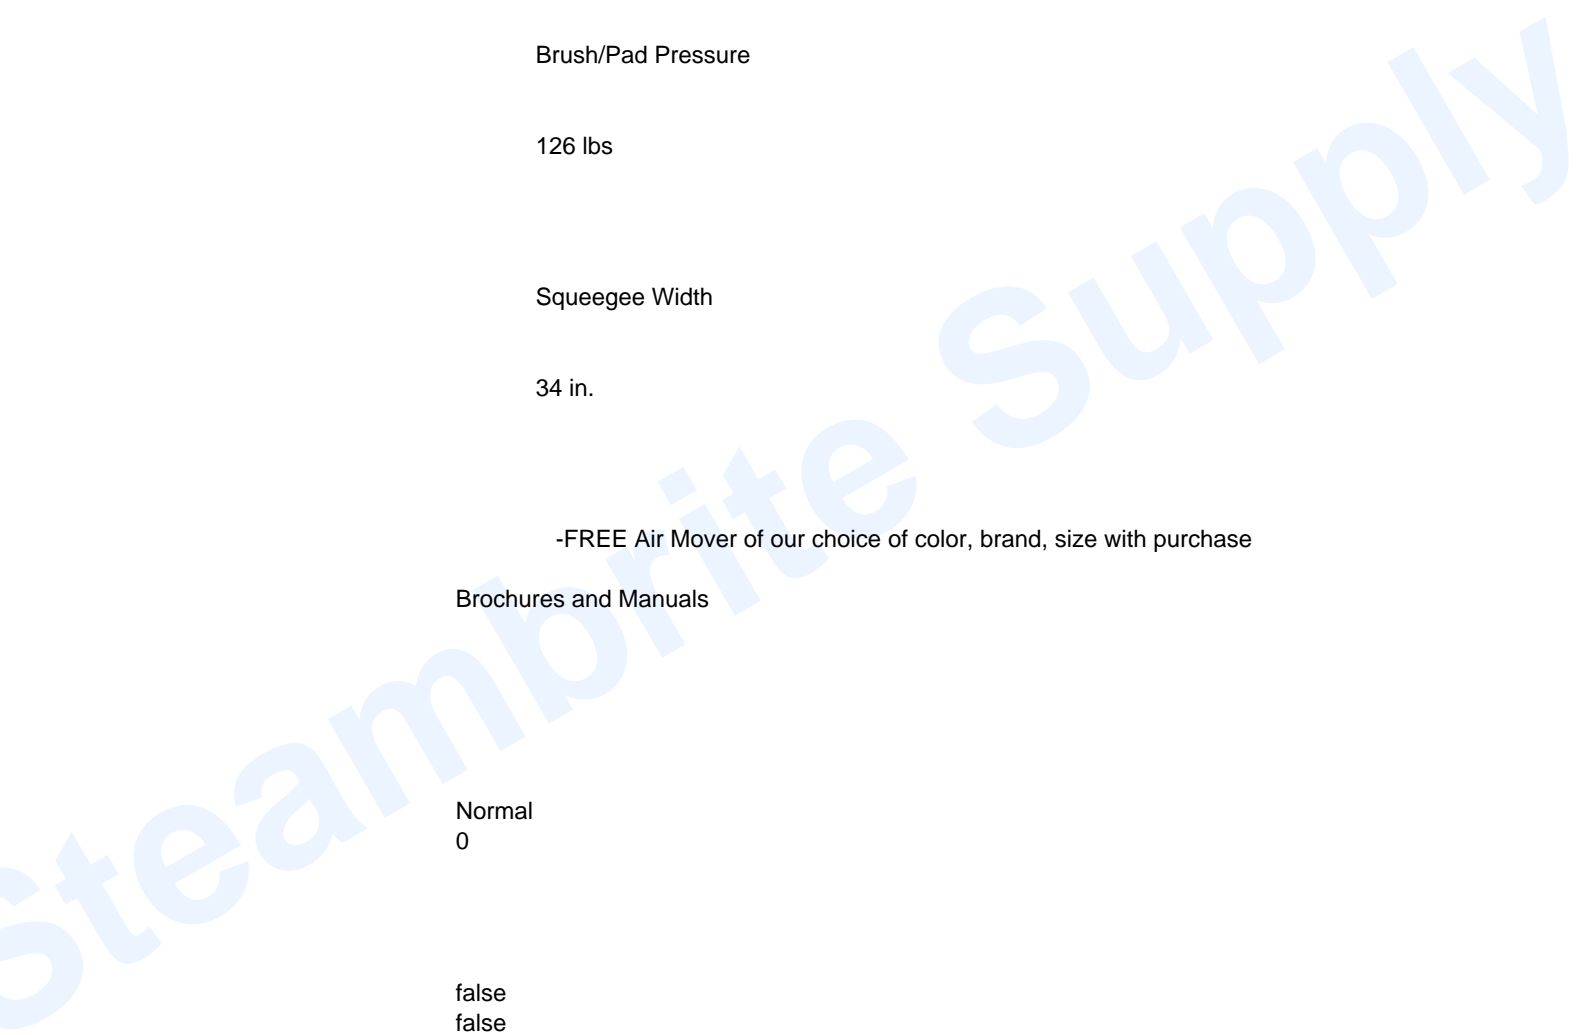 Brush/Pad Pressure
126 lbs
Squeegee Width
34 in.
-FREE Air Mover of our choice of color, brand, size with purchase
Brochures and Manuals
Normal
0
false
false
Steambrite Supply